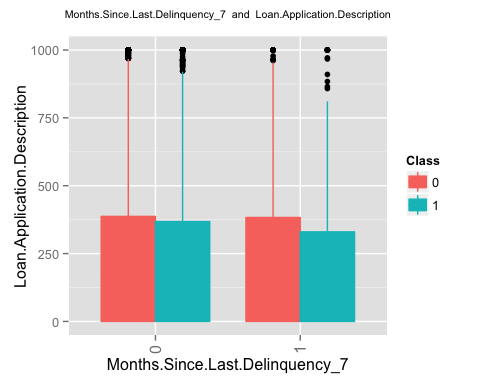 Months.Since.Last.Delinquency_7 and Loan.Application.Description
1000
750
500
250
0
Loan.Application.Description
0
1
Months.Since.Last.Delinquency_7
Class
0
1